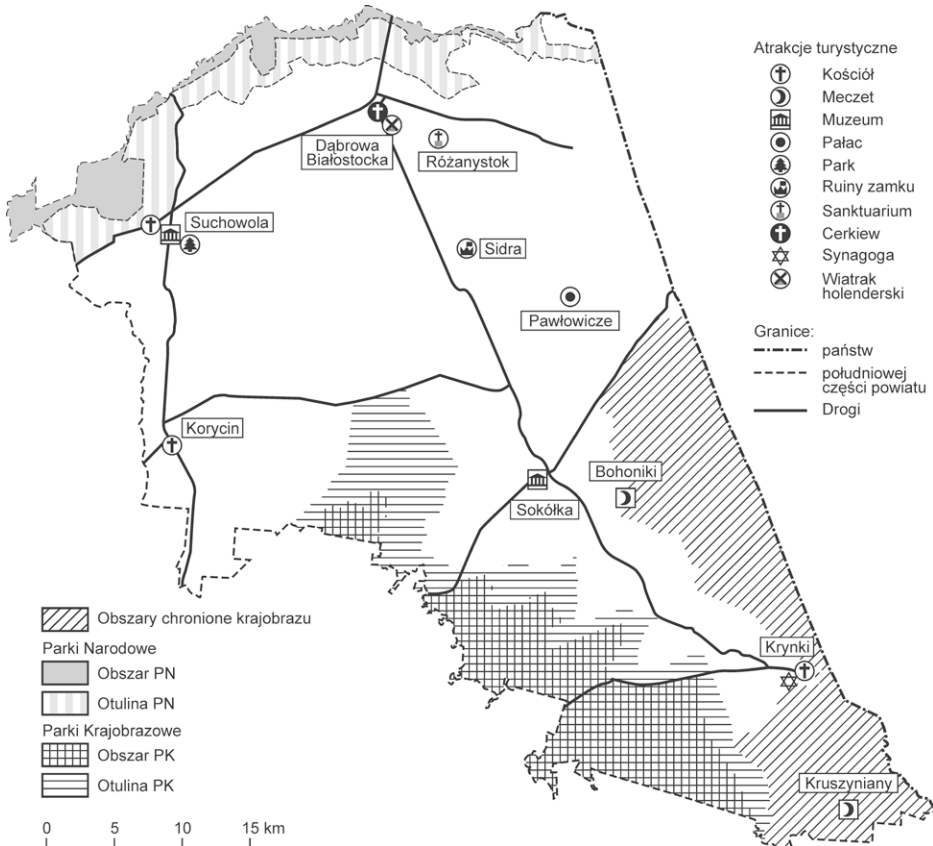 Atrakcje turystyczne
Kościół
Meczet
Muzeum
Pałac
Park
Ruiny zamku
Sanktuarium
Cerkiew
Synagoga
Wiatrak
holenderski
Granice:
państw
południowej
części powiatu
Drogi
Dąbrowa
Białostocka
Różanystok
Suchowola
Sidra
Pawłowicze
Korycin
Bohoniki
Sokółka
Krynki
Kruszyniany
Obszary chronione krajobrazu
Parki Narodowe
Obszar PN
Otulina PN
Parki Krajobrazowe
Obszar PK
Otulina PK
0 5 10 15 km